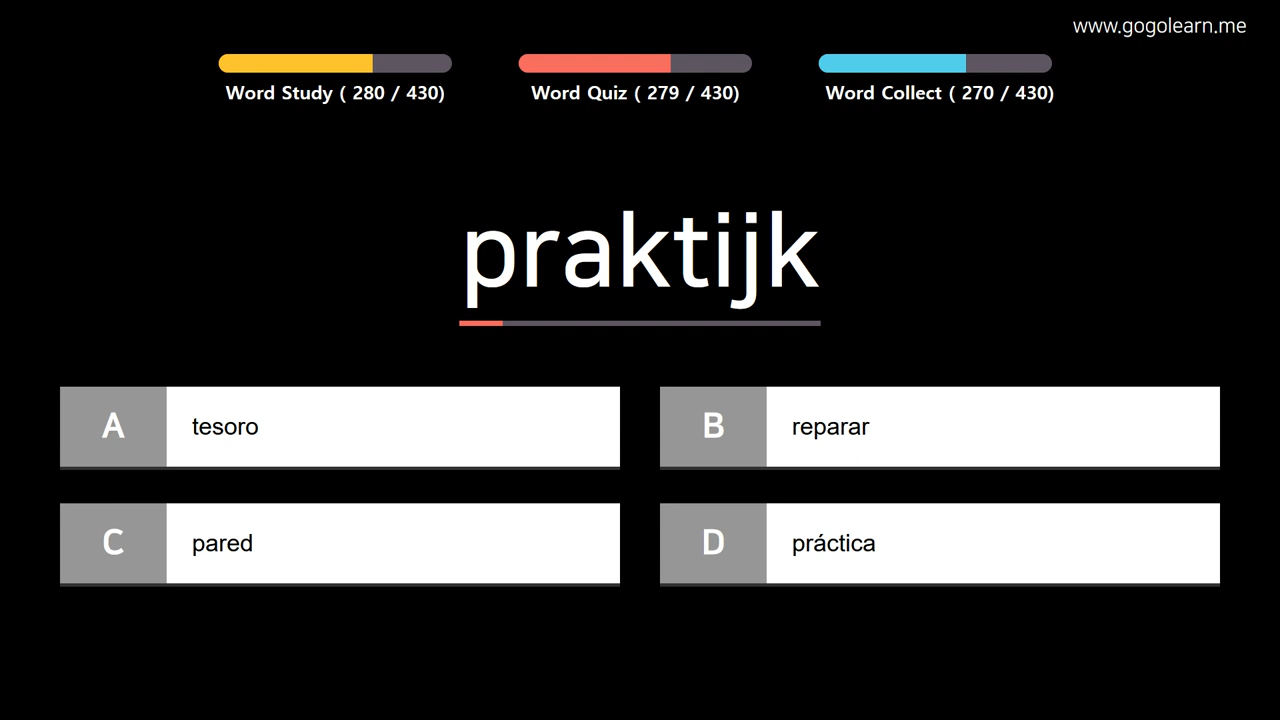 www.gogolearn.me
Word Study ( 280 / 430)
Word Quiz ( 279 / 430)
Word Collect ( 270 / 430)
praktijk
A tesoro
B reparar
C pared
D práctica